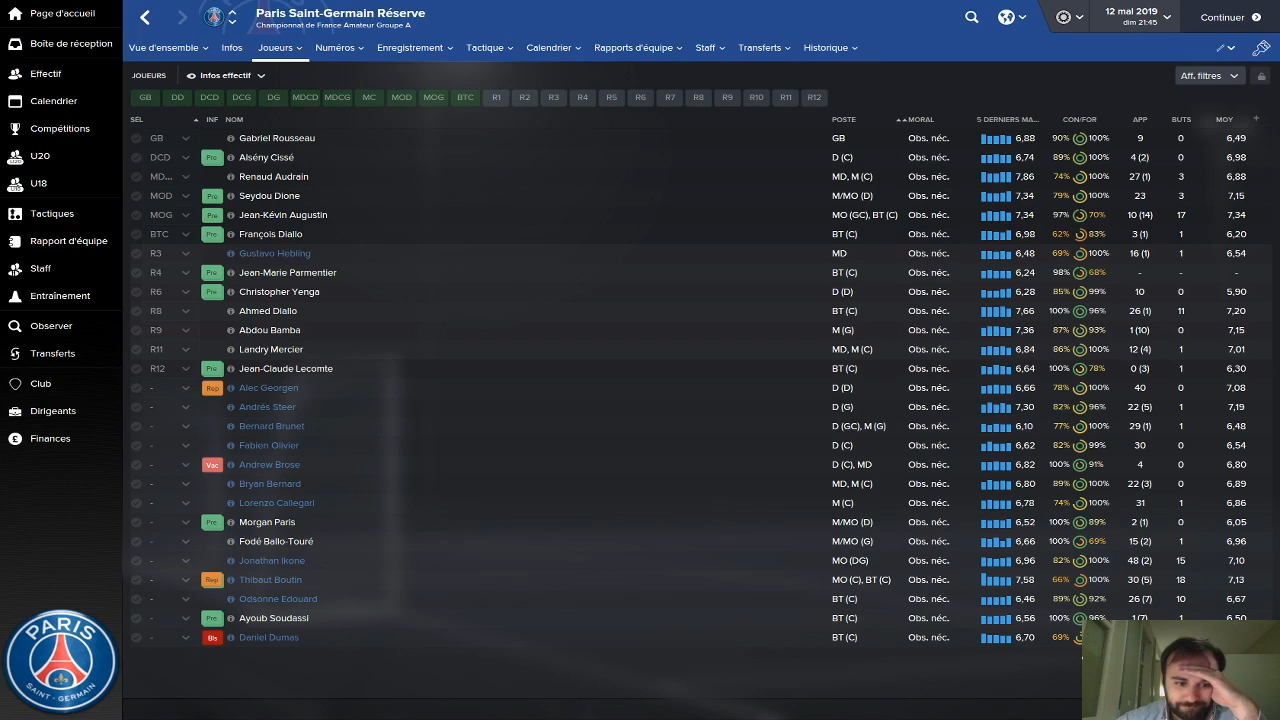 Page d'accueil
Boîte de réception
Effectif
Calendrier
Compétitions
U20
U18
Tactiques
Rapport d'équipe
Staff
Entraînement
Observer
Transferts
Club
Dirigeants
Finances
PARIS
SAINT-GERMAIN
Paris Saint-Germain Réserve
Championnat de France Amateur Groupe A
12 mai 2019
dim 21:45
Continuer
Vue d'ensemble Infos Joueurs Numéros Enregistrement Tactique Calendrier Rapports d'équipe Staff Transferts Historique
JOUEURS Infos effectif Aff. filtres
GB DD DCD DCG DG MDCD MDCG MC MOD MOG BTC R1 R2 R3 R4 R5 R6 R7 R8 R9 R10 R11 R12
SÉL INF NOM POSTE MORAL 5 DERNIERS MA... CON/FOR APP BUTS MOY
GB Gabriel Rousseau GB Obs. néc. 6,88 90% 100% 9 0 6,49
DCD Pre Alsény Cissé D (C) Obs. néc. 6,74 89% 100% 4 (2) 0 6,98
MD... Renaud Audrain MD, M (C) Obs. néc. 7,86 74% 100% 27 (1) 3 6,88
MOD Pre Seydou Dione M/MO (D) Obs. néc. 7,34 79% 100% 23 3 7,15
MOG Pre Jean-Kévin Augustin MO (GC), BT (C) Obs. néc. 7,34 97% 70% 10 (14) 17 7,34
BTC Pre François Diallo BT (C) Obs. néc. 6,98 62% 83% 3 (1) 1 6,20
R3 Gustavo Hebling MD Obs. néc. 6,48 69% 100% 16 (1) 1 6,54
R4 Pre Jean-Marie Parmentier BT (C) Obs. néc. 6,24 98% 68% - - -
R6 Pre Christopher Yenga D (D) Obs. néc. 6,28 85% 99% 10 0 5,90
R8 Ahmed Diallo BT (C) Obs. néc. 7,66 100% 96% 26 (1) 11 7,20
R9 Abdou Bamba M (G) Obs. néc. 7,36 87% 93% 1 (10) 0 7,15
R11 Landry Mercier MD, M (C) Obs. néc. 6,84 86% 100% 12 (4) 1 7,01
R12 Pre Jean-Claude Lecomte BT (C) Obs. néc. 6,64 100% 78% 0 (3) 1 6,30
- Rep Alec Georgen D (D) Obs. néc. 6,66 78% 100% 40 0 7,08
- Andrés Steer D (G) Obs. néc. 7,30 82% 96% 22 (5) 1 7,19
- Bernard Brunet D (GC), M (G) Obs. néc. 6,10 77% 100% 29 (1) 1 6,48
- Fabien Olivier D (C) Obs. néc. 6,62 82% 99% 30 0 6,54
- Vac Andrew Brose D (C), MD Obs. néc. 6,82 100% 91% 4 0 6,80
- Bryan Bernard MD, M (C) Obs. néc. 6,80 89% 100% 22 (3) 0 6,89
- Lorenzo Callegari M (C) Obs. néc. 6,78 74% 100% 31 1 6,86
- Pre Morgan Paris M/MO (D) Obs. néc. 6,52 100% 89% 2 (1) 0 6,05
- Fodé Ballo-Touré M/MO (G) Obs. néc. 6,66 100% 69% 15 (2) 1 6,96
- Jonathan Ikone MO (DG) Obs. néc. 6,96 82% 100% 48 (2) 15 7,10
- Rep Thibaut Boutin MO (C), BT (C) Obs. néc. 7,58 66% 100% 30 (5) 18 7,13
- Odsonne Edouard BT (C) Obs. néc. 6,46 89% 92% 26 (7) 10 6,67
- Pre Ayoub Soudassi BT (C) Obs. néc. 6,56 100% 96% 1 (7) 1 6,50
- Bls Daniel Dumas BT (C) Obs. néc. 6,70 69%